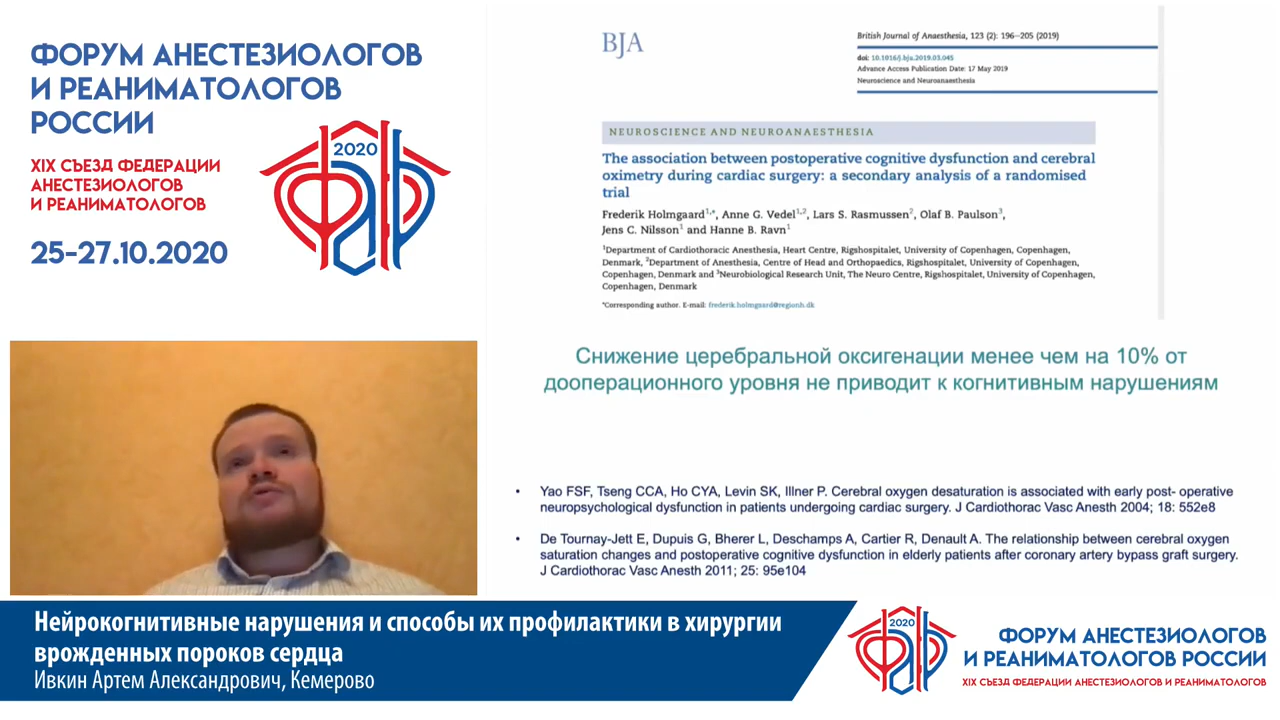 ФОРУМ АНЕСТЕЗИОЛОГОВ
И РЕАНИМАТОЛОГОВ
РОССИИ
XIX СЪЕЗД ФЕДЕРАЦИИ
АНЕСТЕЗИОЛОГОВ
И РЕАНИМАТОЛОГОВ
25-27.10.2020
2020
BJA
British Journal of Anaesthesia, 123 (2): 196–205 (2019)
doi: 10.1016/j.bja.2019.03.045
Advance Access Publication Date: 17 May 2019
Neuroscience and Neuroanaesthesia
NEUROSCIENCE AND NEUROANAESTHESIA
The association between postoperative cognitive dysfunction and cerebral
oximetry during cardiac surgery: a secondary analysis of a randomised
trial
Frederik Holmgaard1,*, Anne G. Vedel1,2, Lars S. Rasmussen2, Olaf B. Paulson3,
Jens C. Nilsson1 and Hanne B. Ravn1
1Department of Cardiothoracic Anesthesia, Heart Centre, Rigshospitalet, University of Copenhagen, Copenhagen,
Denmark, 2Department of Anesthesia, Centre of Head and Orthopaedics, Rigshospitalet, University of Copenhagen,
Copenhagen, Denmark and 3Neurobiological Research Unit, The Neuro Centre, Rigshospitalet, University of Copenhagen,
Copenhagen, Denmark
*Corresponding author. E-mail: frederik.holmgaard@regionh.dk
Снижение церебральной оксигенации менее чем на 10% от
дооперационного уровня не приводит к когнитивным нарушениям
• Yao FSF, Tseng CCA, Ho CYA, Levin SK, Illner P. Cerebral oxygen desaturation is associated with early post- operative
neuropsychological dysfunction in patients undergoing cardiac surgery. J Cardiothorac Vasc Anesth 2004; 18: 552e8
• De Tournay-Jett E, Dupuis G, Bherer L, Deschamps A, Cartier R, Denault A. The relationship between cerebral oxygen
saturation changes and postoperative cognitive dysfunction in elderly patients after coronary artery bypass graft surgery.
J Cardiothorac Vasc Anesth 2011; 25: 95e104
Нейрокогнитивные нарушения и способы их профилактики в хирургии
врожденных пороков сердца
Ивкин Артем Александрович, Кемерово
2020
ФОРУМ АНЕСТЕЗИОЛОГОВ
И РЕАНИМАТОЛОГОВ РОССИИ
XIX СЪЕЗД ФЕДЕРАЦИИ АНЕСТЕЗИОЛОГОВ И РЕАНИМАТОЛОГОВ